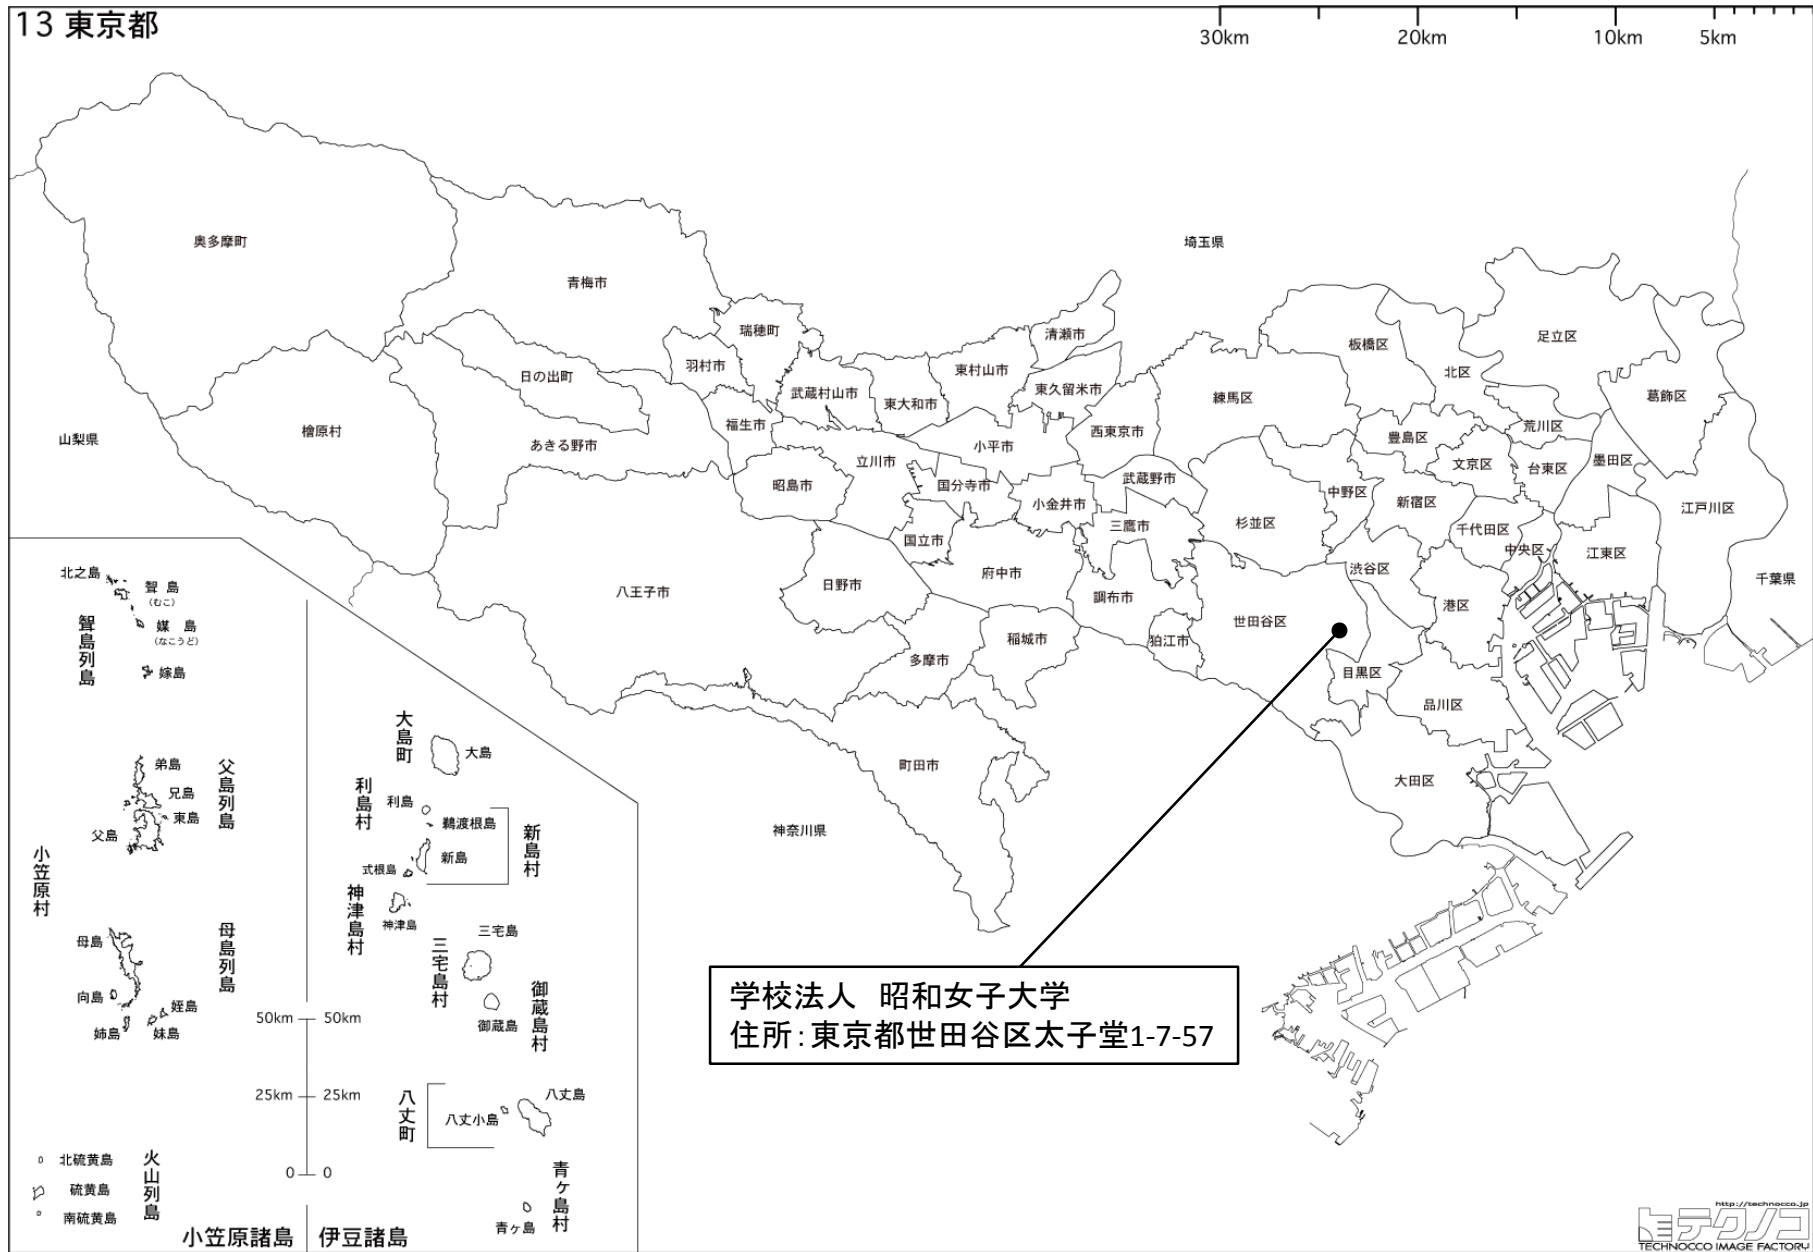 13 東京都
30km
20km
10km
5km
奥多摩町
埼玉県
青梅市
瑞穂町
清瀬市
足立区
板橋区
羽村市
東村山市
北区
日の出町
武蔵村山市
東大和市
東久留米市
練馬区
葛飾区
山梨県
檜原村
福生市
西東京市
荒川区
あきる野市
小平市
豊島区
立川市
文京区
台東区
墨田区
昭島市
国分寺市
武蔵野市
中野区
小金井市
新宿区
江戸川区
三鷹市
杉並区
千代田区
国立市
中央区
江東区
府中市
渋谷区
千葉県
日野市
八王子市
調布市
港区
世田谷区
稲城市
狛江市
多摩市
目黒区
品川区
町田市
大田区
神奈川県
学校法人 昭和女子大学
住所：東京都世田谷区太子堂1-7-57
北之島
聟 島
(むこ)
聟島列島
媒 島
(なこうど)
嫁島
弟島
父島列島
兄島
東島
父島
小笠原村
母島列島
母島
向島
姪島
姉島
妹島
50km
50km
25km
25km
0
0
北硫黄島
火山列島
硫黄島
南硫黄島
小笠原諸島
伊豆諸島
大島町
大島
利島村
利島
鵜渡根島
新島村
新島
式根島
神津島村
神津島
三宅島
三宅島村
御蔵島村
御蔵島
八丈町
八丈島
八丈小島
青ヶ島村
青ヶ島
http://technocco.jp
テクノコ
TECHNOCCO IMAGE FACTORY